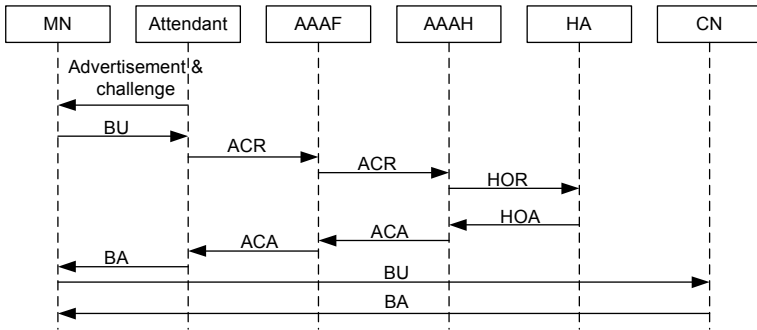 MN
Attendant
AAAF
AAAH
HA
CN
Advertisement &
challenge
BU
ACR
ACR
HOR
HOA
ACA
ACA
BA
BU
BA